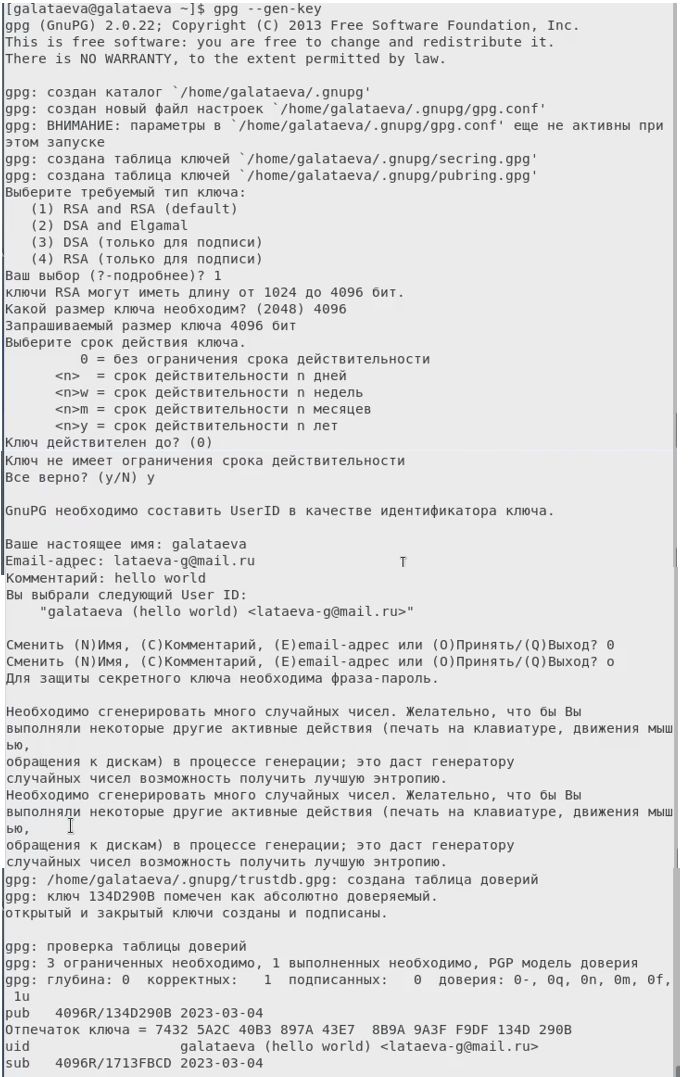 [galataeva@galataeva ~]$ gpg --gen-key
gpg (GnuPG) 2.0.22; Copyright (C) 2013 Free Software Foundation, Inc.
This is free software: you are free to change and redistribute it.
There is NO WARRANTY, to the extent permitted by law.

gpg: создан каталог `/home/galataeva/.gnupg'
gpg: создан новый файл настроек `/home/galataeva/.gnupg/gpg.conf'
gpg: ВНИМАНИЕ: параметры в `/home/galataeva/.gnupg/gpg.conf' еще не активны при
этом запуске
gpg: создана таблица ключей `/home/galataeva/.gnupg/secring.gpg'
gpg: создана таблица ключей `/home/galataeva/.gnupg/pubring.gpg'
Выберите требуемый тип ключа:
   (1) RSA and RSA (default)
   (2) DSA and Elgamal
   (3) DSA (только для подписи)
   (4) RSA (только для подписи)
Ваш выбор (?-подробнее)? 1
ключи RSA могут иметь длину от 1024 до 4096 бит.
Какой размер ключа необходим? (2048) 4096
Запрашиваемый размер ключа 4096 бит
Выберите срок действия ключа.
         0 = без ограничения срока действительности
      <n>  = срок действительности n дней
      <n>w = срок действительности n недель
      <n>m = срок действительности n месяцев
      <n>y = срок действительности n лет
Ключ действителен до? (0)
Ключ не имеет ограничения срока действительности
Все верно? (y/N) y

GnuPG необходимо составить UserID в качестве идентификатора ключа.

Ваше настоящее имя: galataeva
Email-адрес: lataeva-g@mail.ru
Комментарий: hello world
Вы выбрали следующий User ID:
    "galataeva (hello world) <lataeva-g@mail.ru>"

Сменить (N)Имя, (C)Комментарий, (E)email-адрес или (O)Принять/(Q)Выход? 0
Сменить (N)Имя, (C)Комментарий, (E)email-адрес или (O)Принять/(Q)Выход? o
Для защиты секретного ключа необходима фраза-пароль.

Необходимо сгенерировать много случайных чисел. Желательно, что бы Вы
выполняли некоторые другие активные действия (печать на клавиатуре, движения мыш
ью,
обращения к дискам) в процессе генерации; это даст генератору
случайных чисел возможность получить лучшую энтропию.
Необходимо сгенерировать много случайных чисел. Желательно, что бы Вы
выполняли некоторые другие активные действия (печать на клавиатуре, движения мыш
ью,
обращения к дискам) в процессе генерации; это даст генератору
случайных чисел возможность получить лучшую энтропию.
gpg: /home/galataeva/.gnupg/trustdb.gpg: создана таблица доверий
gpg: ключ 134D290B помечен как абсолютно доверяемый.
открытый и закрытый ключи созданы и подписаны.

gpg: проверка таблицы доверий
gpg: 3 ограниченных необходимо, 1 выполненных необходимо, PGP модель доверия
gpg: глубина: 0  корректных:   1  подписанных:   0  доверия: 0-, 0q, 0n, 0m, 0f,
 1u
pub   4096R/134D290B 2023-03-04
Отпечаток ключа = 7432 5A2C 40B3 897A 43E7  8B9A 9A3F F9DF 134D 290B
uid                  galataeva (hello world) <lataeva-g@mail.ru>
sub   4096R/1713FBCD 2023-03-04